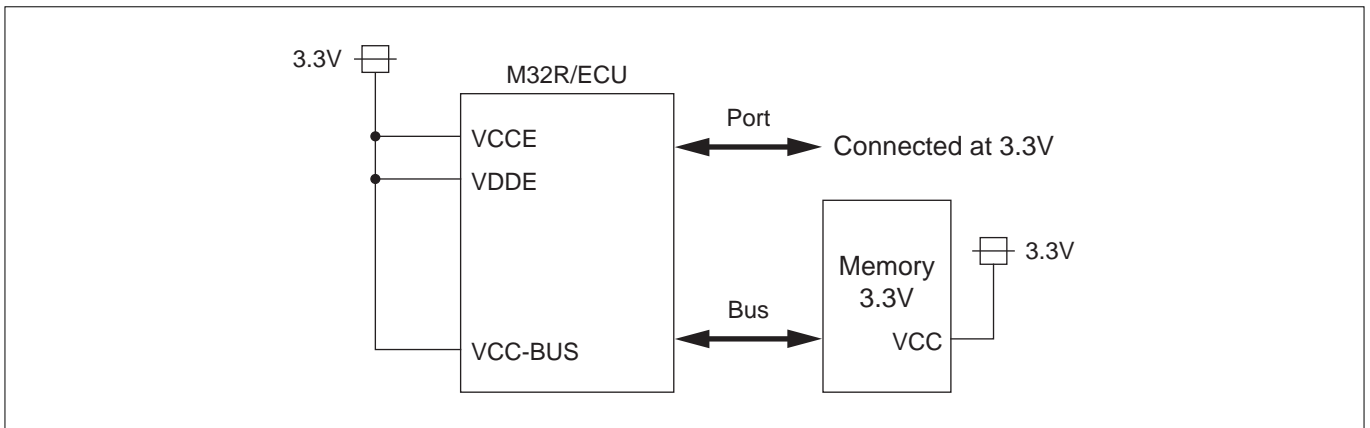 3.3V
M32R/ECU
VCCE
Port
Connected at 3.3V
VDDE
3.3V
Memory
3.3V
Bus
VCC
VCC-BUS